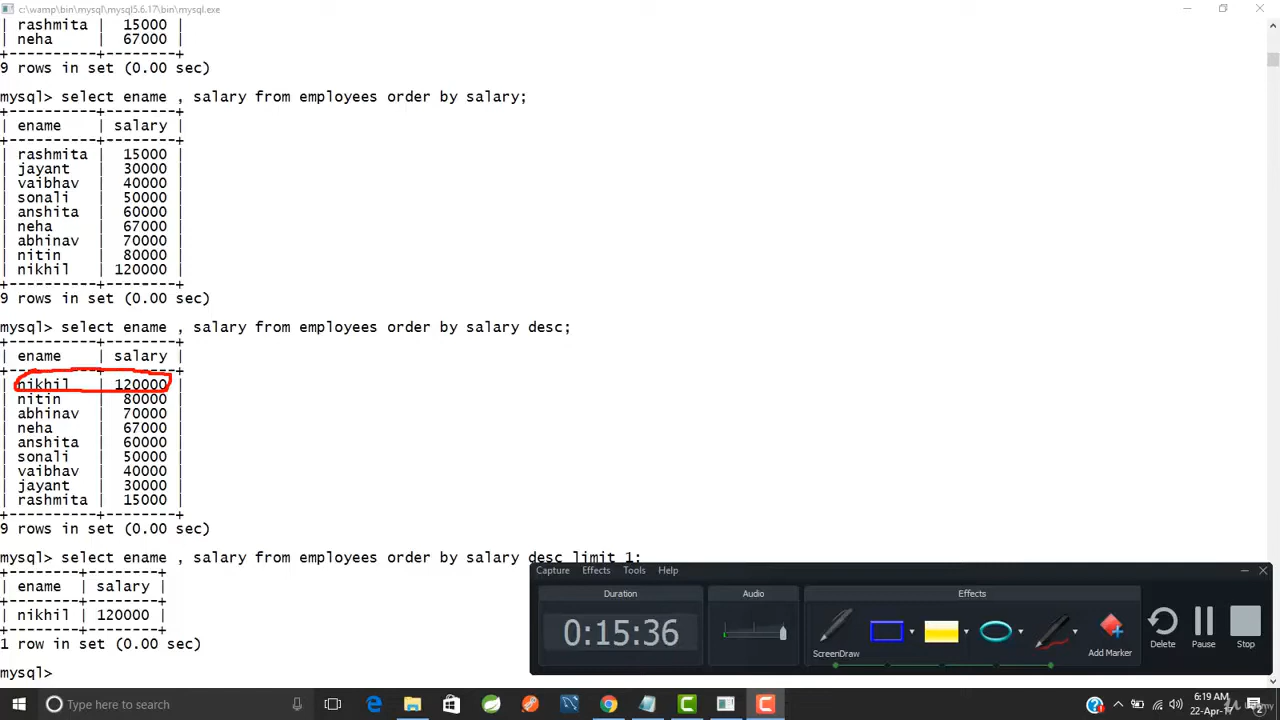 c:\wamp\bin\mysql\mysql5.6.17\bin\mysql.exe
| rashmita | 15000 |
| neha | 67000 |
+----------+--------+
9 rows in set (0.00 sec)
mysql> select ename , salary from employees order by salary;
+----------+--------+
| ename | salary |
+----------+--------+
| rashmita | 15000 |
| jayant | 30000 |
| vaibhav | 40000 |
| sonali | 50000 |
| anshita | 60000 |
| neha | 67000 |
| abhinav | 70000 |
| nitin | 80000 |
| nikhil | 120000 |
+----------+--------+
9 rows in set (0.00 sec)
mysql> select ename , salary from employees order by salary desc;
+----------+--------+
| ename | salary |
+----------+--------+
| nikhil | 120000 |
| nitin | 80000 |
| abhinav | 70000 |
| neha | 67000 |
| anshita | 60000 |
| sonali | 50000 |
| vaibhav | 40000 |
| jayant | 30000 |
| rashmita | 15000 |
+----------+--------+
9 rows in set (0.00 sec)
mysql> select ename , salary from employees order by salary desc limit 1;
+--------+--------+
| ename | salary |
+--------+--------+
| nikhil | 120000 |
+--------+--------+
1 row in set (0.00 sec)
mysql>
Capture Effects Tools Help
Duration Audio Effects
0:15:36
ScreenDraw Add Marker Delete Pause Stop
Type here to search
6:19 AM
22-Apr-1